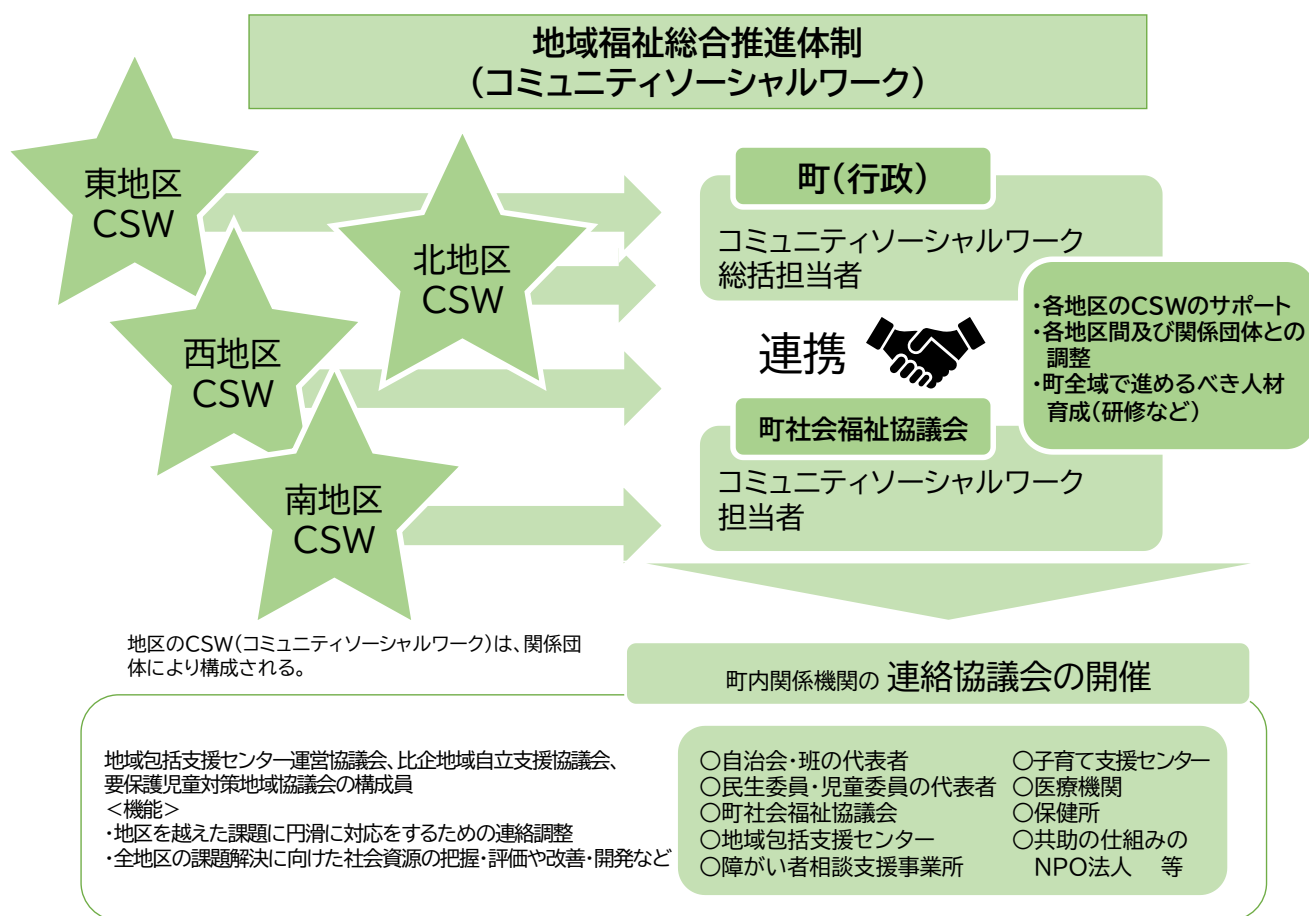 地域福祉総合推進体制
（コミュニティソーシャルワーク）
東地区
CSW
北地区
CSW
西地区
CSW
南地区
CSW
町（行政）
コミュニティソーシャルワーク
総括担当者
連携
・各地区のCSWのサポート
・各地区間及び関係団体との
調整
・町全域で進めるべき人材
育成（研修など）
町社会福祉協議会
コミュニティソーシャルワーク
担当者
地区のCSW（コミュニティソーシャルワーク）は、関係団
体により構成される。
町内関係機関の 連絡協議会の開催
地域包括支援センター運営協議会、比企地域自立支援協議会、
要保護児童対策地域協議会の構成員
＜機能＞
・地区を越えた課題に円滑に対応をするための連絡調整
・全地区の課題解決に向けた社会資源の把握・評価や改善・開発など
○自治会・班の代表者
○民生委員・児童委員の代表者
○町社会福祉協議会
○地域包括支援センター
○障がい者相談支援事業所
○子育て支援センター
○医療機関
○保健所
○共助の仕組みの
NPO法人 等